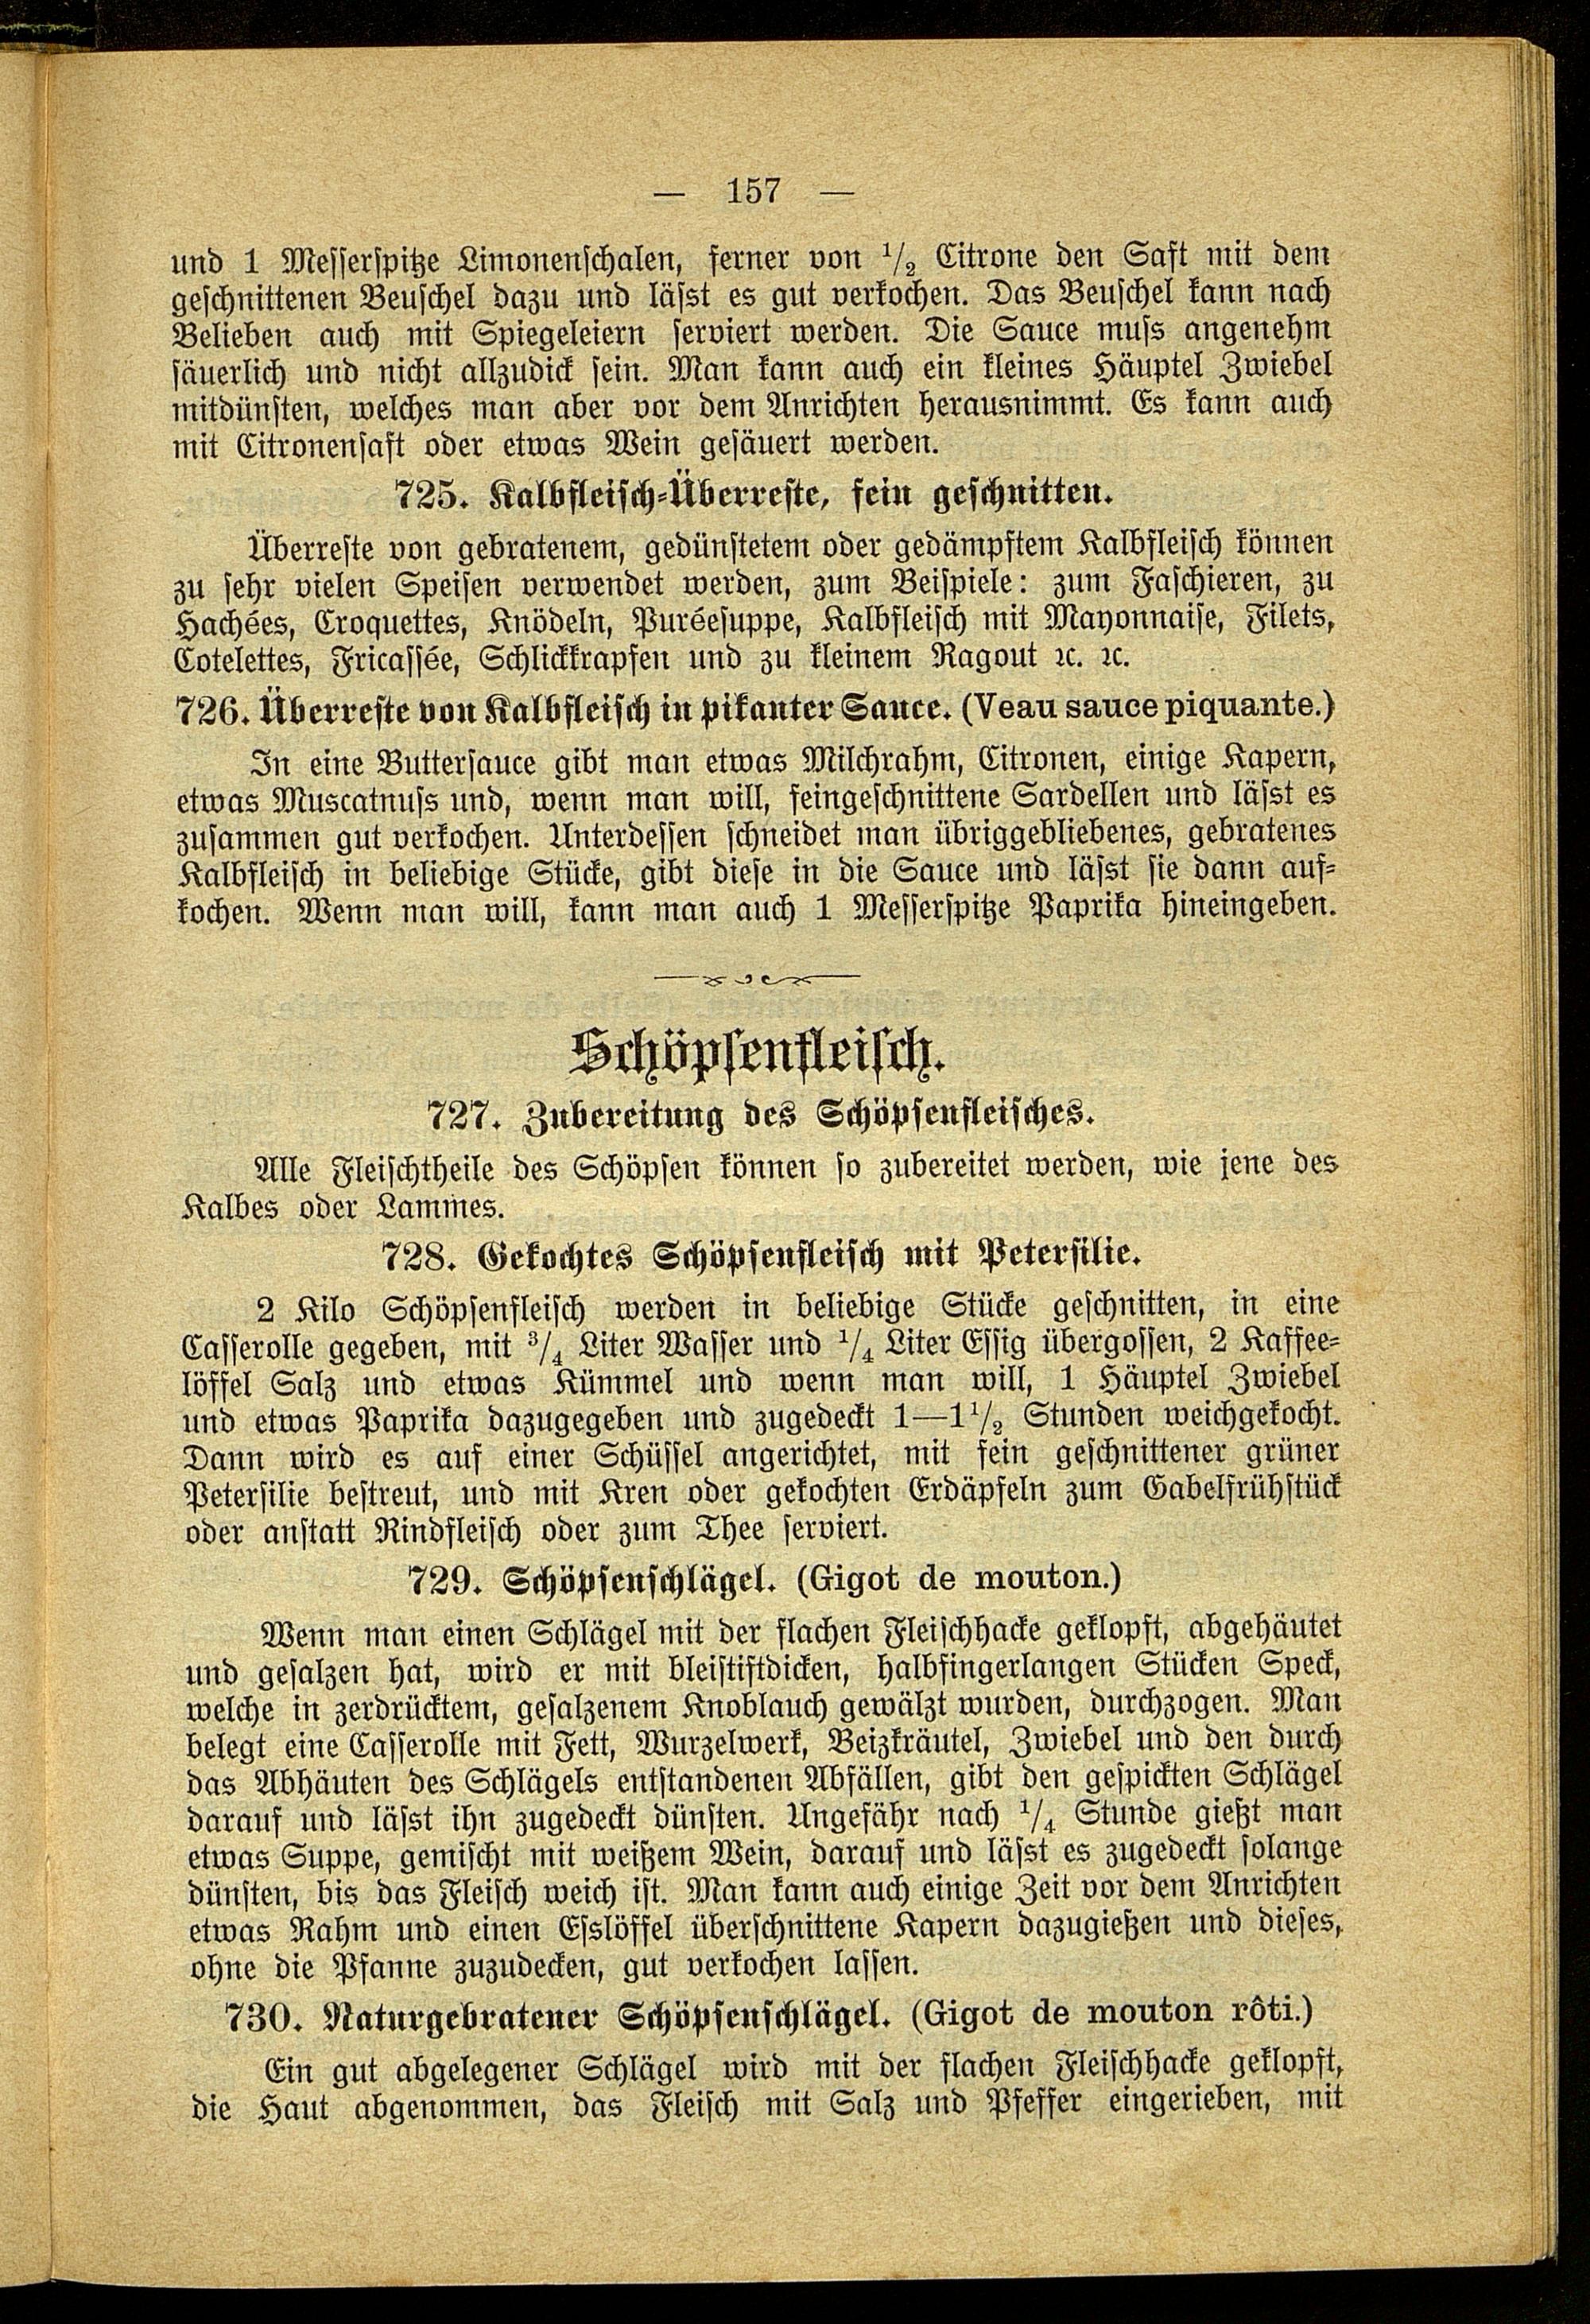 — 157 —
und 1 Messerspitze Limonenschalen, ferner von 1/2 Citrone den Saft mit dem
geschnittenen Beuschel dazu und lässt es gut verkochen. Das Beuschel kann nach
Belieben auch mit Spiegeleiern serviert werden. Die Sauce muss angenehm
säuerlich und nicht allzudick sein. Man kann auch ein kleines Häuptel Zwiebel
mitdünsten, welches man aber vor dem Anrichten herausnimmt. Es kann auch
mit Citronensaft oder etwas Wein gesäuert werden.
725. Kalbfleisch-Überreste, fein geschnitten.
Überreste von gebratenem, gedünstetem oder gedämpftem Kalbfleisch können
zu sehr vielen Speisen verwendet werden, zum Beispiele: zum Faschieren, zu
Hachées, Croquettes, Knödeln, Puréesuppe, Kalbfleisch mit Mayonnaise, Filets,
Cotelettes, Fricassée, Schlickkrapfen und zu kleinem Ragout ꝛc. ꝛc.
726. Überreste von Kalbfleisch in pikanter Sauce. (Veau sauce piquante.)
In eine Buttersauce gibt man etwas Milchrahm, Citronen, einige Kapern,
etwas Muscatnuss und, wenn man will, feingeschnittene Sardellen und lässt es
zusammen gut verkochen. Unterdessen schneidet man übriggebliebenes, gebratenes
Kalbfleisch in beliebige Stücke, gibt diese in die Sauce und lässt sie dann auf-
kochen. Wenn man will, kann man auch 1 Messerspitze Paprika hineingeben.
Schöpsenfleisch.
727. Zubereitung des Schöpsenfleisches.
Alle Fleischtheile des Schöpsen können so zubereitet werden, wie jene des
Kalbes oder Lammes.
728. Gekochtes Schöpsenfleisch mit Petersilie.
2 Kilo Schöpsenfleisch werden in beliebige Stücke geschnitten, in eine
Casserolle gegeben, mit 3/4 Liter Wasser und 1/4 Liter Essig übergossen, 2 Kaffee-
löffel Salz und etwas Kümmel und wenn man will, 1 Häuptel Zwiebel
und etwas Paprika dazugegeben und zugedeckt 1—1 1/2 Stunden weichgekocht.
Dann wird es auf einer Schüssel angerichtet, mit fein geschnittener grüner
Petersilie bestreut, und mit Kren oder gekochten Erdäpfeln zum Gabelfrühstück
oder anstatt Rindfleisch oder zum Thee serviert.
729. Schöpsenschlägel. (Gigot de mouton.)
Wenn man einen Schlägel mit der flachen Fleischhacke geklopft, abgehäutet
und gesalzen hat, wird er mit bleistiftdicken, halbfingerlangen Stücken Speck,
welche in zerdrücktem, gesalzenem Knoblauch gewälzt wurden, durchzogen. Man
belegt eine Casserolle mit Fett, Wurzelwerk, Beizkräutel, Zwiebel und den durch
das Abhäuten des Schlägels entstandenen Abfällen, gibt den gespickten Schlägel
darauf und lässt ihn zugedeckt dünsten. Ungefähr nach 1/4 Stunde gießt man
etwas Suppe, gemischt mit weißem Wein, darauf und lässt es zugedeckt solange
dünsten, bis das Fleisch weich ist. Man kann auch einige Zeit vor dem Anrichten
etwas Rahm und einen Esslöffel überschnittene Kapern dazugießen und dieses,
ohne die Pfanne zuzudecken, gut verkochen lassen.
730. Naturgebratener Schöpsenschlägel. (Gigot de mouton rôti.)
Ein gut abgelegener Schlägel wird mit der flachen Fleischhacke geklopft,
die Haut abgenommen, das Fleisch mit Salz und Pfeffer eingerieben, mit